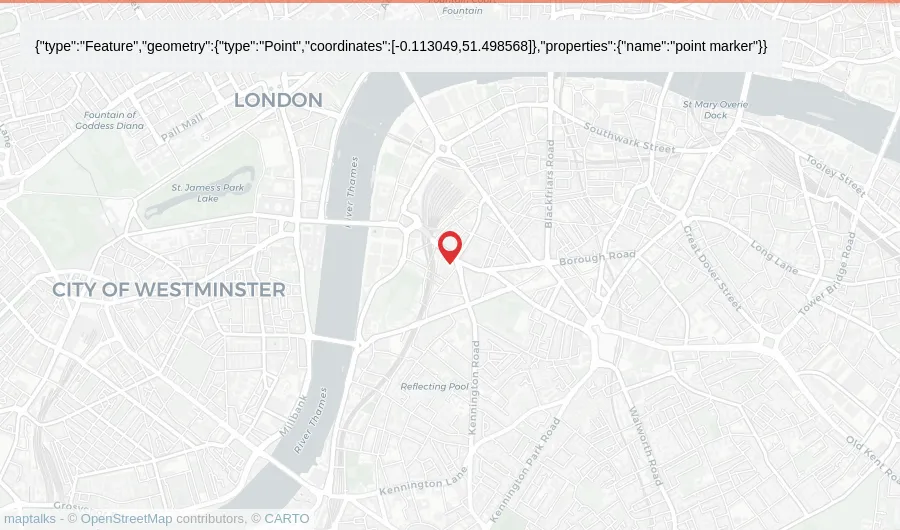 Fountain
{"type":"Feature","geometry":{"type":"Point","coordinates":[-0.113049,51.498568]},"properties":{"name":"point marker"}}
LONDON
Fountain of
Goddess Diana
Pall Mall
Lane
St Mary Overie
Dock
Southwark Street
Tooley Street
St. James's Park
Lake
River Thames
Blackfriars Road
Borough Road
Great Dover Street
Long Lane
Tower Bridge Road
CITY OF WESTMINSTER
Reflecting Pool
Kennington Road
Millbank
River Thames
Walworth Road
Old Kent Roa
Kennington Lane
Kennington Park Road
maptalks - © OpenStreetMap contributors, © CARTO